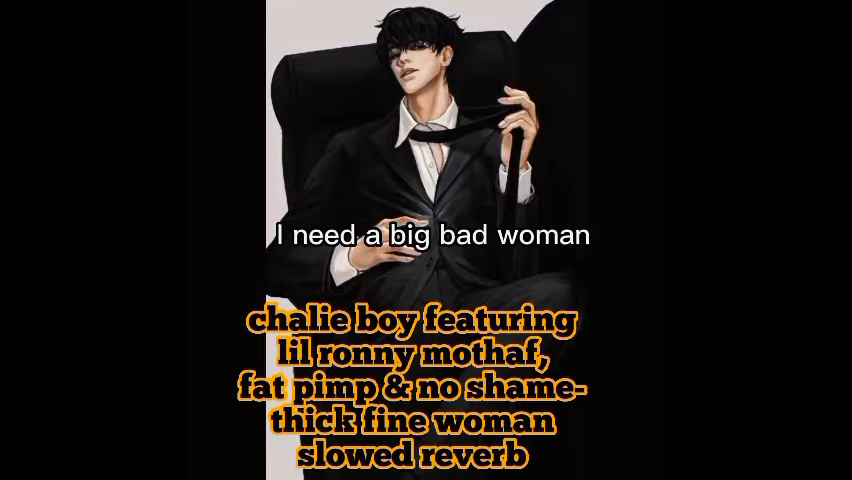 I need a big bad woman
chalie boy featuring
lil ronny mothaf,
fat pimp & no shame-
thick fine woman
slowed reverb